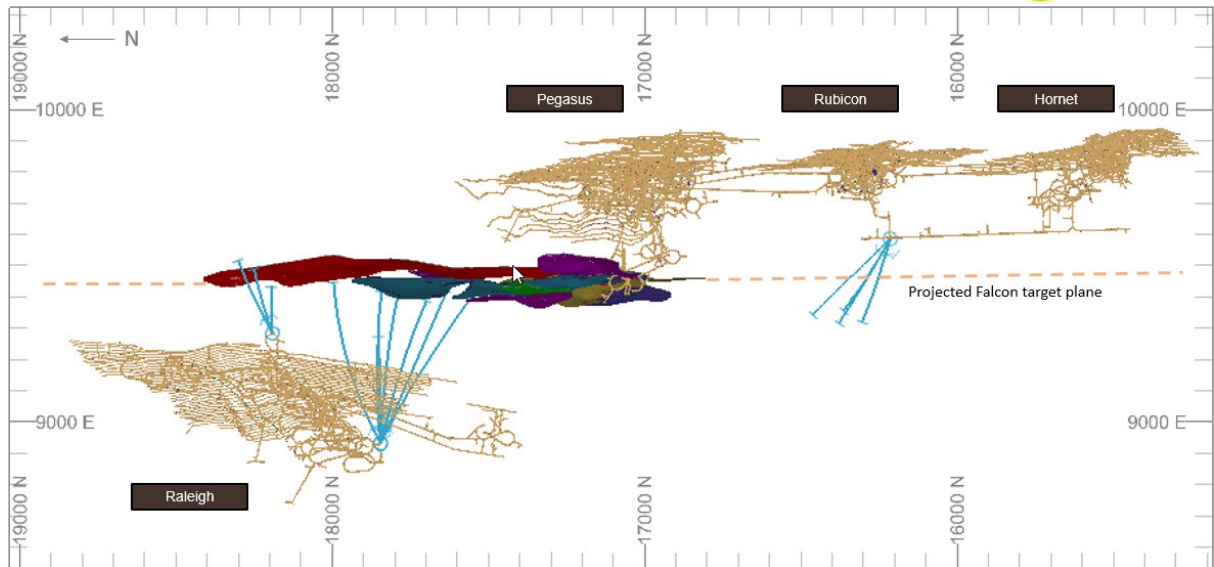 N
19000 N
18000 N
17000 N
16000 N
10000 E
10000 E
Pegasus
Rubicon
Hornet
Projected Falcon target plane
9000 E
9000 E
Raleigh
19000 N
18000 N
17000 N
16000 N